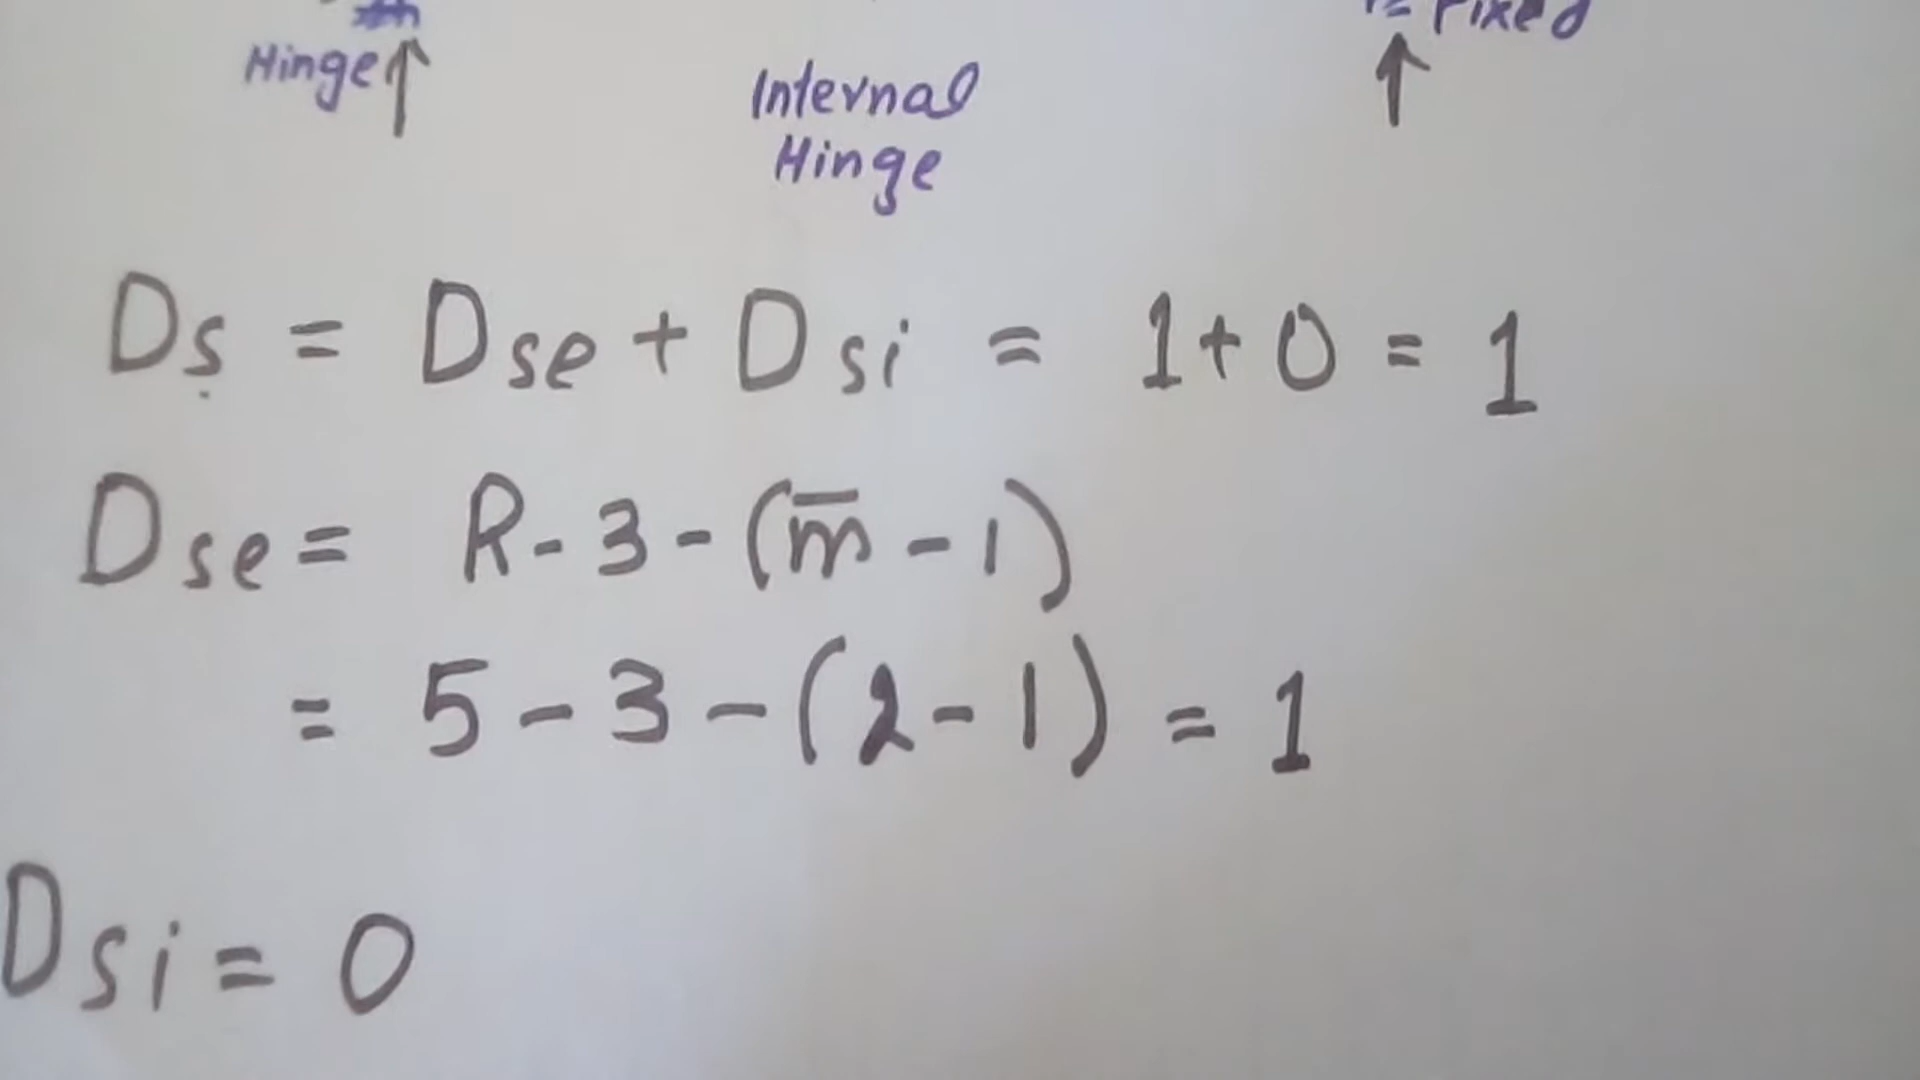 Fixed
Hinge
Internal
Hinge
Ds = Dse + Dsi = 1+0 = 1
Dse = R-3-(m̅-1)
= 5-3-(2-1) = 1
Dsi = 0